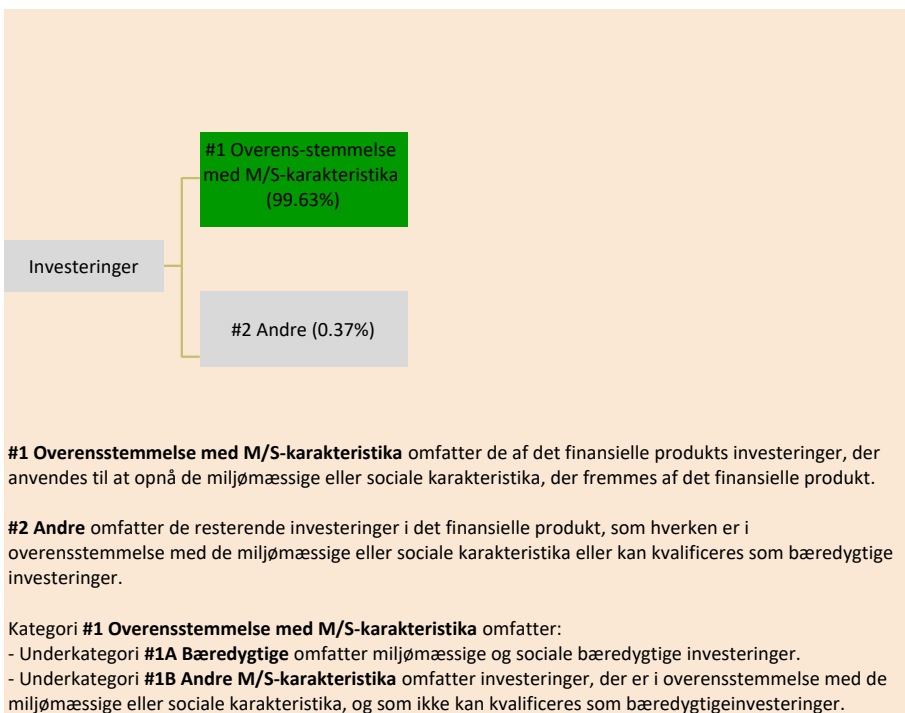 #1 Overens-stemmelse
med M/S-karakteristika
(99.63%)
Investeringer
#2 Andre (0.37%)
#1 Overensstemmelse med M/S-karakteristika omfatter de af det finansielle produkts investeringer, der
anvendes til at opnå de miljømæssige eller sociale karakteristika, der fremmes af det finansielle produkt.
#2 Andre omfatter de resterende investeringer i det finansielle produkt, som hverken er i
overensstemmelse med de miljømæssige eller sociale karakteristika eller kan kvalificeres som bæredygtige
investeringer.
Kategori #1 Overensstemmelse med M/S-karakteristika omfatter:
- Underkategori #1A Bæredygtige omfatter miljømæssige og sociale bæredygtige investeringer.
- Underkategori #1B Andre M/S-karakteristika omfatter investeringer, der er i overensstemmelse med de
miljømæssige eller sociale karakteristika, og som ikke kan kvalificeres som bæredygtigeinvesteringer.